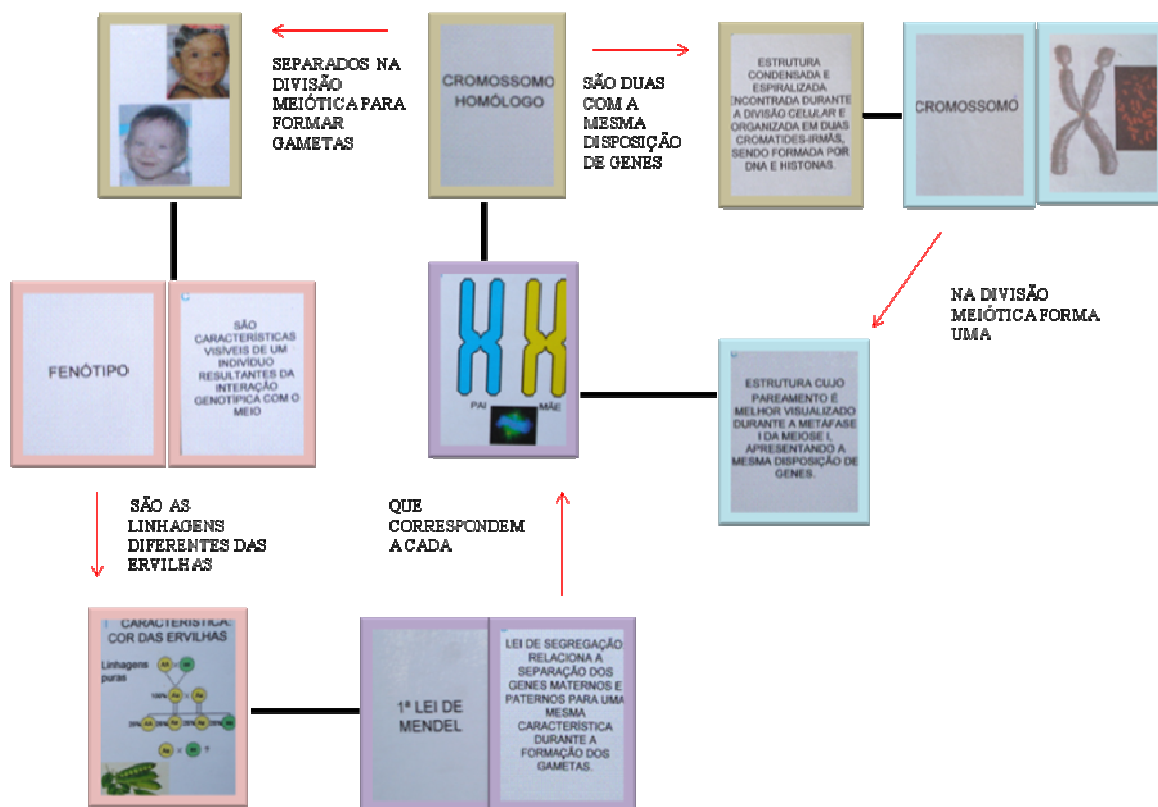 SEPARADOS NA
DIVISÃO
MEIÓTICA PARA
FORMAR
GAMETAS
CROMOSSOMO
HOMÓLOGO
SÃO DUAS
COM A
MESMA
DISPOSIÇÃO
DE GENES
ESTRUTURA
CONDENSADA E
ESPIRALIZADA
ENCONTRADA DURANTE
A DIVISÃO CELULAR E
ORGANIZADA EM DUAS
CROMATIDES-IRMÃS,
SENDO FORMADA POR
DNA E HISTONAS.
CROMOSSOMO
NA DIVISÃO
MEIÓTICA FORMA
UMA
FENÓTIPO
SÃO
CARACTERÍSTICAS
VISÍVEIS DE UM
INDIVÍDUO
RESULTANTES DA
INTERAÇÃO
GENOTÍPICA COM O
MEIO
PAI
MÃE
ESTRUTURA CUJO
PAREAMENTO É
MELHOR VISUALIZADO
DURANTE A METÁFASE
I DA MEIOSE I,
APRESENTANDO A
MESMA DISPOSIÇÃO DE
GENES.
SÃO AS
LINHAGENS
DIFERENTES DAS
ERVILHAS
QUE
CORRESPONDEM
A CADA
CARACTERÍSTICA:
COR DAS ERVILHAS
Linhagens
puras
100%
?
1ª LEI DE
MENDEL
LEI DE SEGREGAÇÃO
RELACIONA A
SEPARAÇÃO DOS
GENES MATERNOS E
PATERNOS PARA UMA
MESMA
CARACTERÍSTICA
DURANTE A
FORMAÇÃO DOS
GAMETAS.